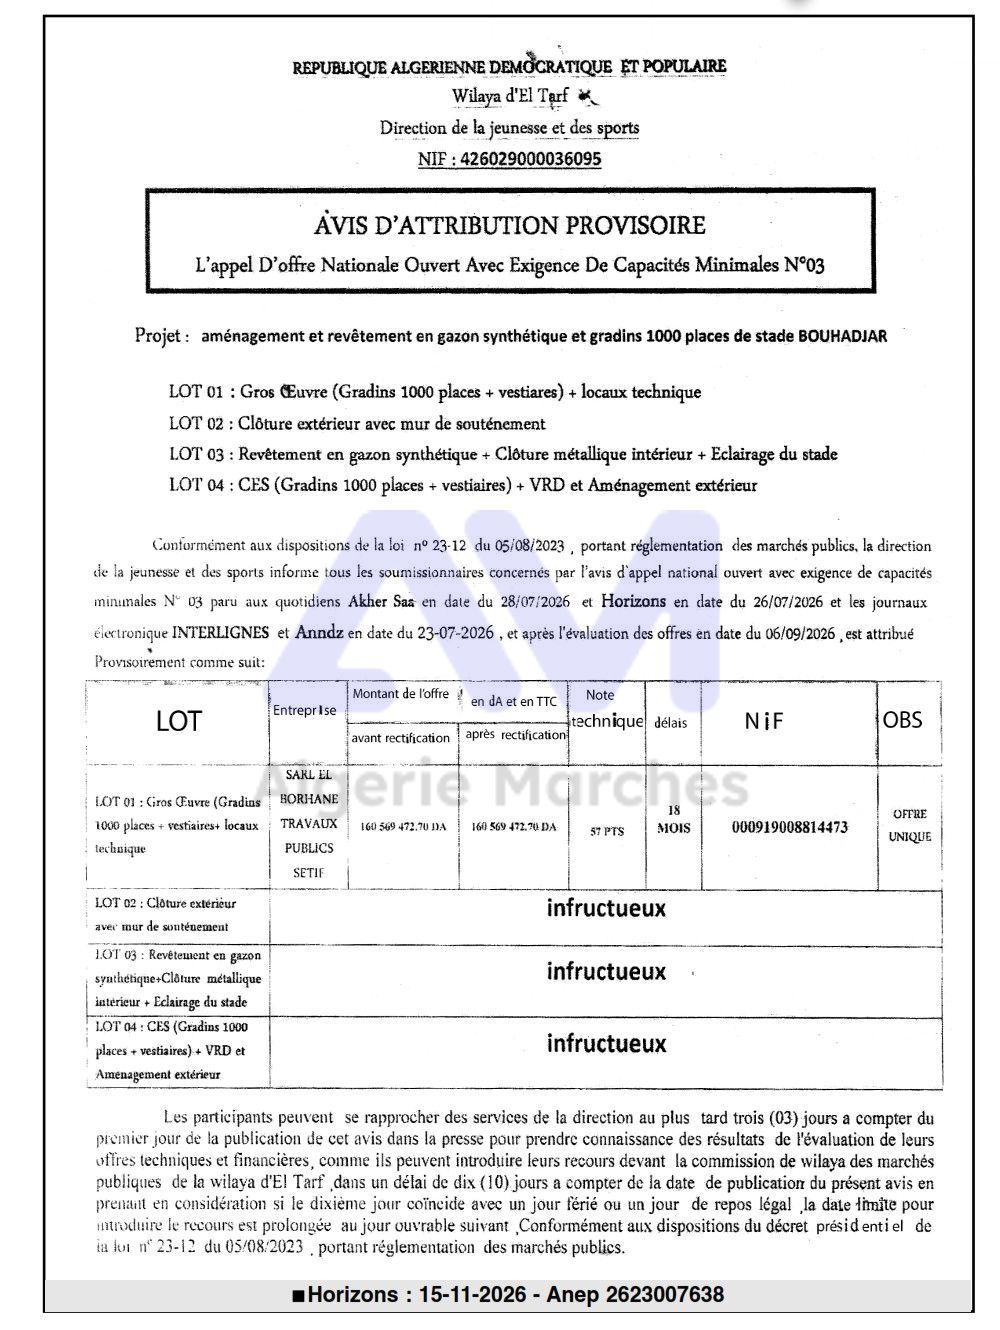 REPUBLIQUE ALGERIENNE DEMOCRATIQUE ET POPULAIRE
Wilaya d'El Tarf
Direction de la jeunesse et des sports
NIF : 426029000036095
AVIS D'ATTRIBUTION PROVISOIRE
L'appel D'offre Nationale Ouvert Avec Exigence De Capacités Minimales N°03
Projet : aménagement et revêtement en gazon synthétique et gradins 1000 places de stade BOUHADJAR
LOT 01 : Gros Œuvre (Gradins 1000 places + vestiares) + locaux technique
LOT 02 : Clôture extérieur avec mur de souténement
LOT 03 : Revêtement en gazon synthétique + Clôture métallique intérieur + Eclairage du stade
LOT 04 : CES (Gradins 1000 places + vestiaires) + VRD et Aménagement extérieur
Conformément aux dispositions de la loi n° 23-12 du 05/08/2023 , portant réglementation des marchés publics, la direction
de la jeunesse et des sports informe tous les soumissionnaires concernés par l'avis d'appel national ouvert avec exigence de capacités
minimales N° 03 paru aux quotidiens Akher Saa en date du 28/07/2026 et Horizons en date du 26/07/2026 et les journaux
électronique INTERLIGNES et Anndz en date du 23-07-2026 , et après l'évaluation des offres en date du 06/09/2026 , est attribué
Provisoirement comme suit:
LOT
Entreprise
Montant de l'offre
en dA et en TTC
avant rectification
après rectification
Note
technique
délais
NiF
OBS
LOT 01 : Gros Œuvre (Gradins
1000 places + vestiaires+ locaux
technique
SARL EL
BORHANE
TRAVAUX
PUBLICS
SETIF
160 569 472.70 DA
160 569 472.70 DA
57 PTS
18
MOIS
000919008814473
OFFRE
UNIQUE
LOT 02 : Clôture extérieur
avec mur de souténement
infructueux
LOT 03 : Revêtement en gazon
synthétique+Clôture métallique
intérieur + Eclairage du stade
infructueux
LOT 04 : CES (Gradins 1000
places + vestiaires) + VRD et
Aménagement extérieur
infructueux
Algerie Marches
Les participants peuvent se rapprocher des services de la direction au plus tard trois (03) jours a compter du
premier jour de la publication de cet avis dans la presse pour prendre connaissance des résultats de l'évaluation de leurs
offres techniques et financières, comme ils peuvent introduire leurs recours devant la commission de wilaya des marchés
publiques de la wilaya d'El Tarf ,dans un délai de dix (10) jours a compter de la date de publication du présent avis en
prenant en considération si le dixième jour coïncide avec un jour férié ou un jour de repos légal ,la date limite pour
introduire le recours est prolongée au jour ouvrable suivant ,Conformément aux dispositions du décret présidentiel de
la loi n° 23-12 du 05/08/2023 , portant réglementation des marchés publics.
■Horizons : 15-11-2026 - Anep 2623007638